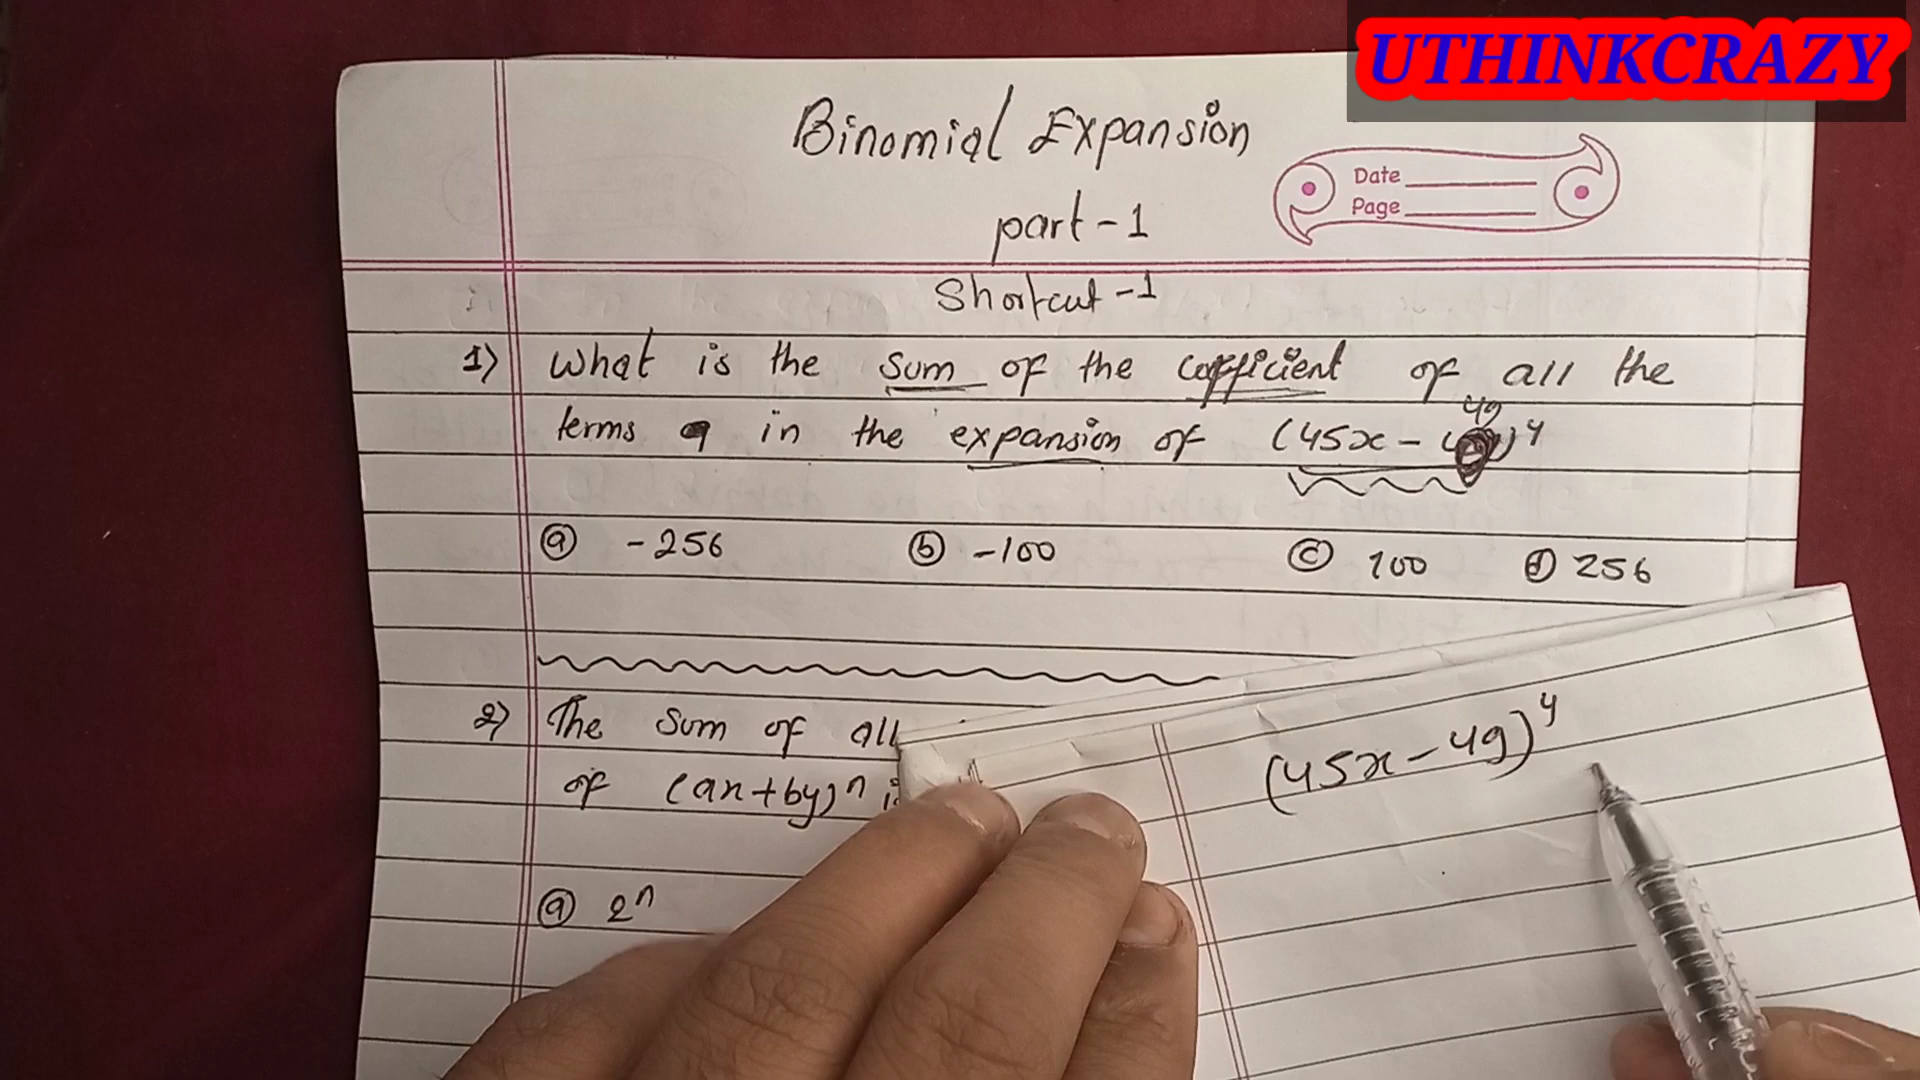 UTHINKCRAZY
Binomial Expansion
part-1
Date
Page
Shortcut-1
1) What is the sum of the coefficient of all the
terms in the expansion of (45x - 49)⁴
ⓐ -256 ⓑ -100 ⓒ 100 ⓓ 256
2) The Sum of all
of (ax+by)ⁿ
ⓐ 2ⁿ
(45x-49)⁴